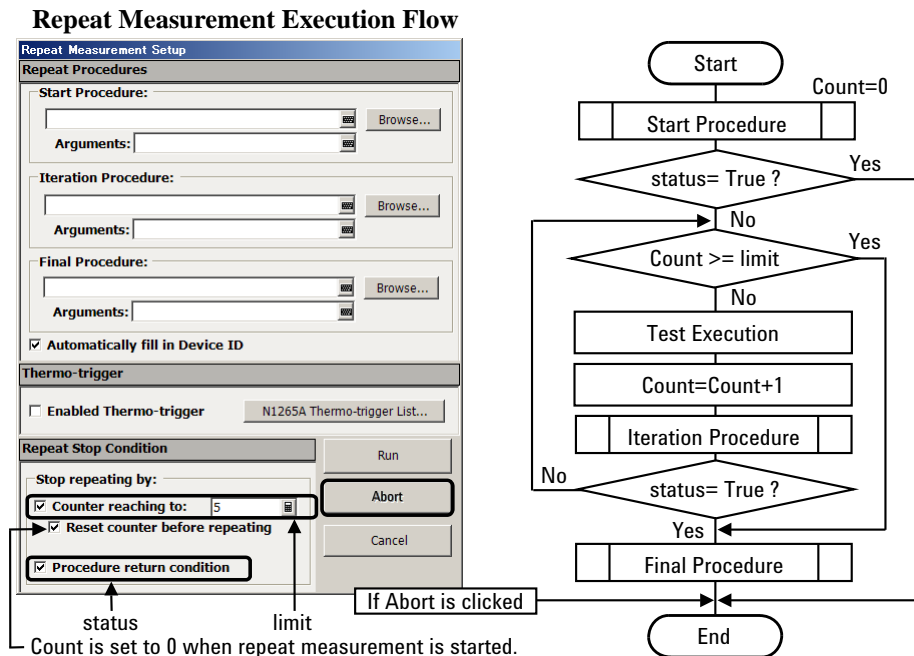 Repeat Measurement Execution Flow
Repeat Measurement Setup
Repeat Procedures
Start Procedure:
Browse...
Arguments:
Iteration Procedure:
Browse...
Arguments:
Final Procedure:
Browse...
Arguments:
Automatically fill in Device ID
Thermo-trigger
Enabled Thermo-trigger
N1265A Thermo-trigger List...
Repeat Stop Condition
Run
Stop repeating by:
Abort
Counter reaching to:
5
Reset counter before repeating
Cancel
Procedure return condition
status
limit
Count is set to 0 when repeat measurement is started.
Start
Count=0
Start Procedure
status= True ?
Yes
No
Count >= limit
Yes
No
Test Execution
Count=Count+1
Iteration Procedure
No
status= True ?
Yes
Final Procedure
If Abort is clicked
End